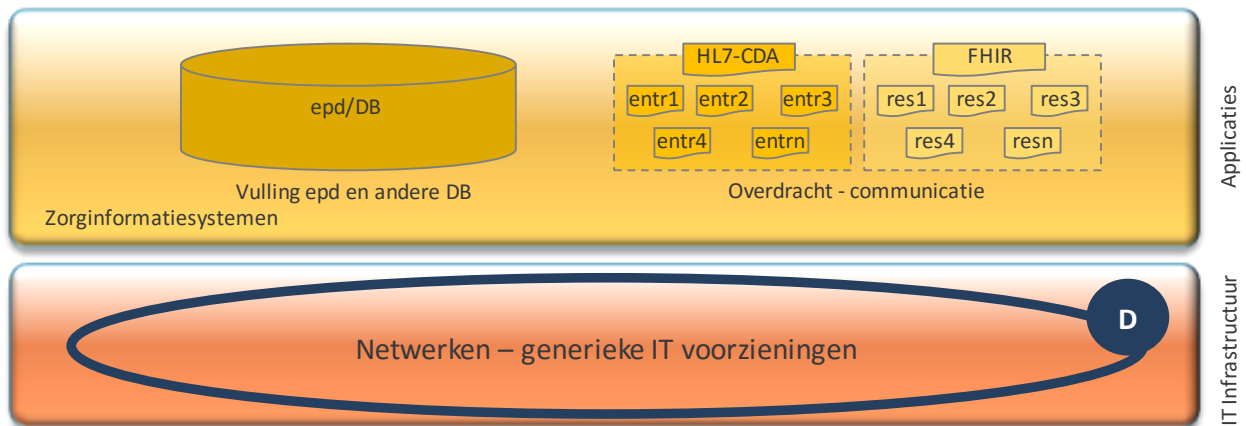 HL7-CDA
FHIR
epd/DB
entr1 entr2 entr3
res1 res2 res3
entr4 entrn
res4 resn
Vulling epd en andere DB
Overdracht - communicatie
Zorginformatiesystemen
Applicaties
D
Netwerken – generieke IT voorzieningen
IT Infrastructuur